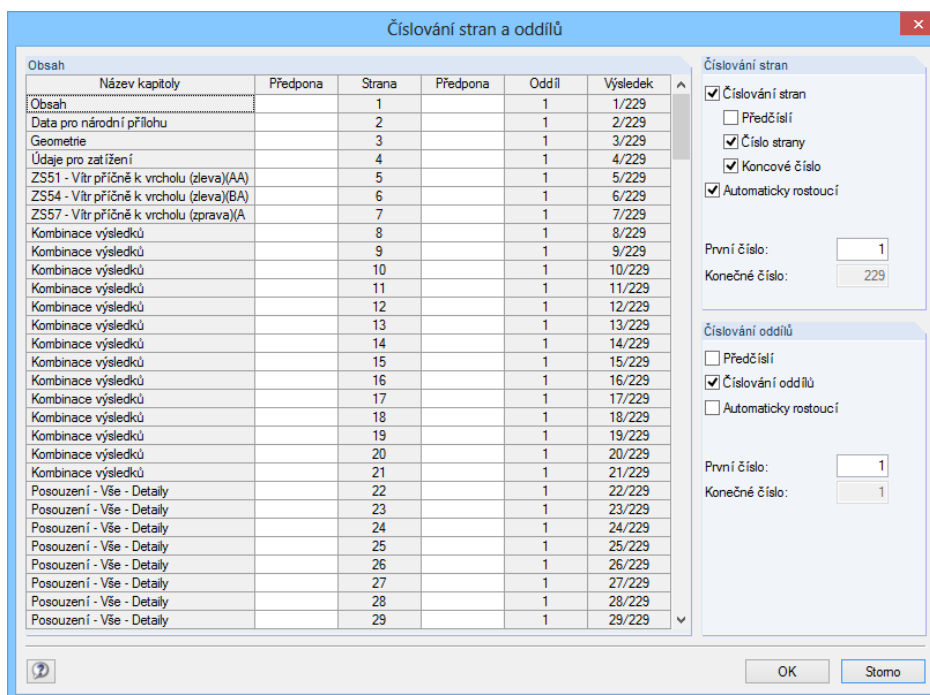 Číslování stran a oddílů
Obsah
Název kapitoly Předpona Strana Předpona Oddíl Výsledek
Obsah 1 1 1/229
Data pro národní přílohu 2 1 2/229
Geometrie 3 1 3/229
Údaje pro zatížení 4 1 4/229
ZS51 - Vítr příčně k vrcholu (zleva)(AA) 5 1 5/229
ZS54 - Vítr příčně k vrcholu (zleva)(BA) 6 1 6/229
ZS57 - Vítr příčně k vrcholu (zprava)(A 7 1 7/229
Kombinace výsledků 8 1 8/229
Kombinace výsledků 9 1 9/229
Kombinace výsledků 10 1 10/229
Kombinace výsledků 11 1 11/229
Kombinace výsledků 12 1 12/229
Kombinace výsledků 13 1 13/229
Kombinace výsledků 14 1 14/229
Kombinace výsledků 15 1 15/229
Kombinace výsledků 16 1 16/229
Kombinace výsledků 17 1 17/229
Kombinace výsledků 18 1 18/229
Kombinace výsledků 19 1 19/229
Kombinace výsledků 20 1 20/229
Kombinace výsledků 21 1 21/229
Posouzení - Vše - Detaily 22 1 22/229
Posouzení - Vše - Detaily 23 1 23/229
Posouzení - Vše - Detaily 24 1 24/229
Posouzení - Vše - Detaily 25 1 25/229
Posouzení - Vše - Detaily 26 1 26/229
Posouzení - Vše - Detaily 27 1 27/229
Posouzení - Vše - Detaily 28 1 28/229
Posouzení - Vše - Detaily 29 1 29/229
Číslování stran
Číslování stran
Předčíslí
Číslo strany
Koncové číslo
Automaticky rostoucí
První číslo: 1
Konečné číslo: 229
Číslování oddílů
Předčíslí
Číslování oddílů
Automaticky rostoucí
První číslo: 1
Konečné číslo: 1
OK Storno